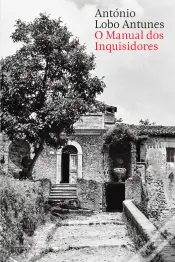 António
Lobo Antunes
O Manual dos
Inquisidores